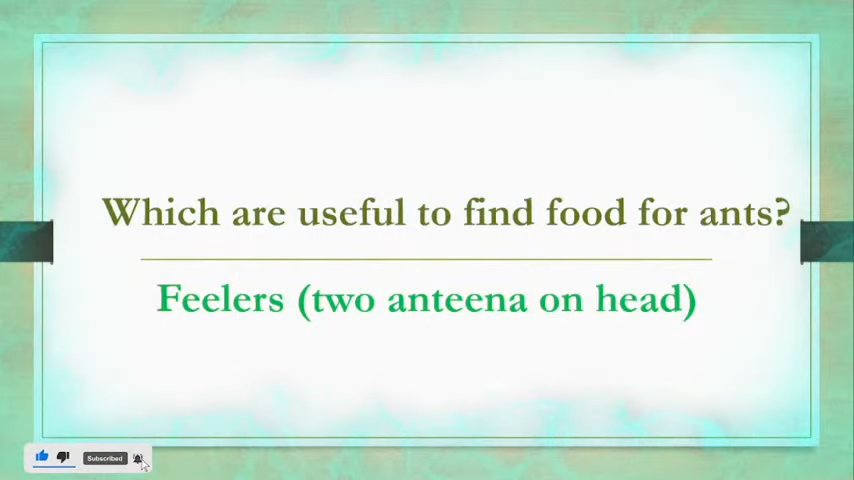 Which are useful to find food for ants?
Feelers (two anteena on head)
Subscribed